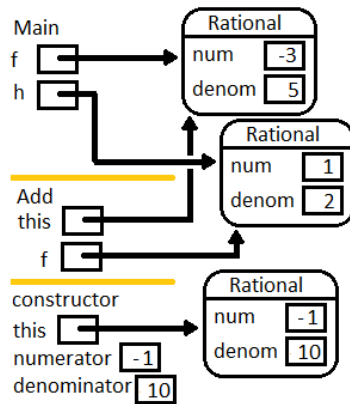 Main
f
h
Rational
num -3
denom 5
Rational
num 1
denom 2
Add
this
f
constructor
this
numerator -1
denominator 10
Rational
num -1
denom 10